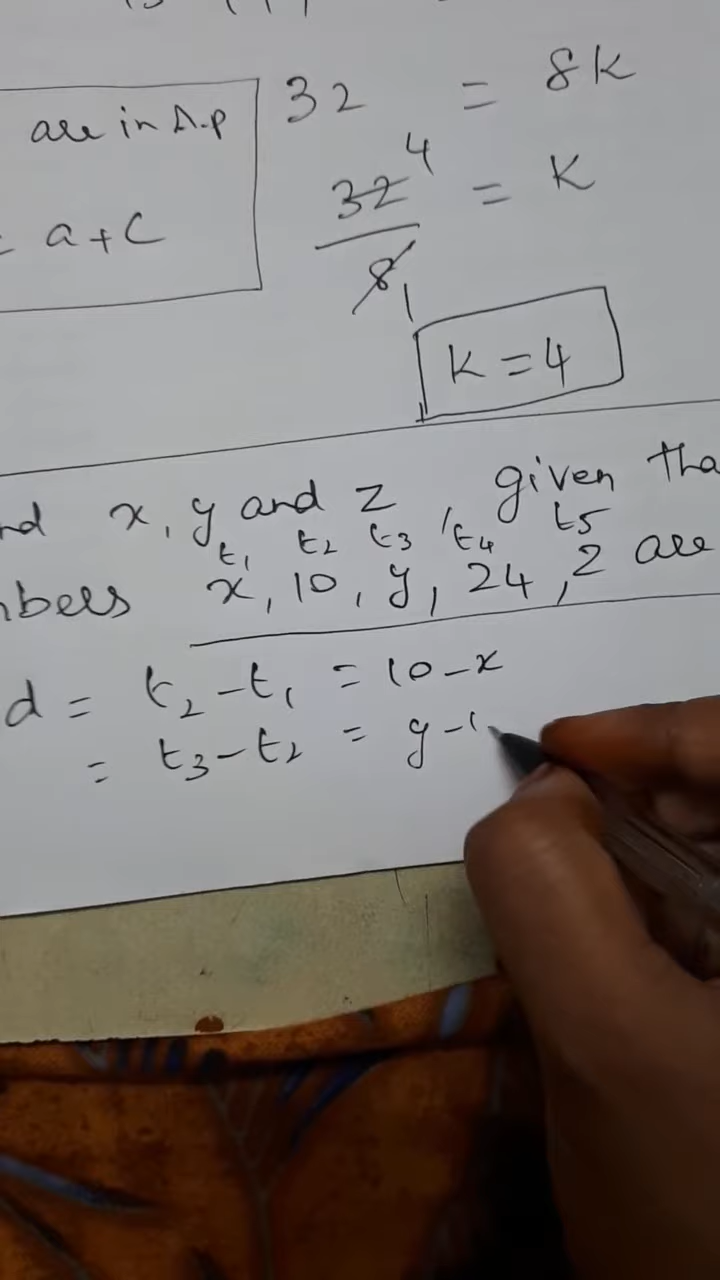 32 = 8k
are in A.p
32 4 = k
8 1
= a+c
k = 4
x, y and z, given
t1 t2 t3 t4 t5
x, 10, y, 24, z are
d = t2 - t1 = 10 - x
= t3 - t2 = y -